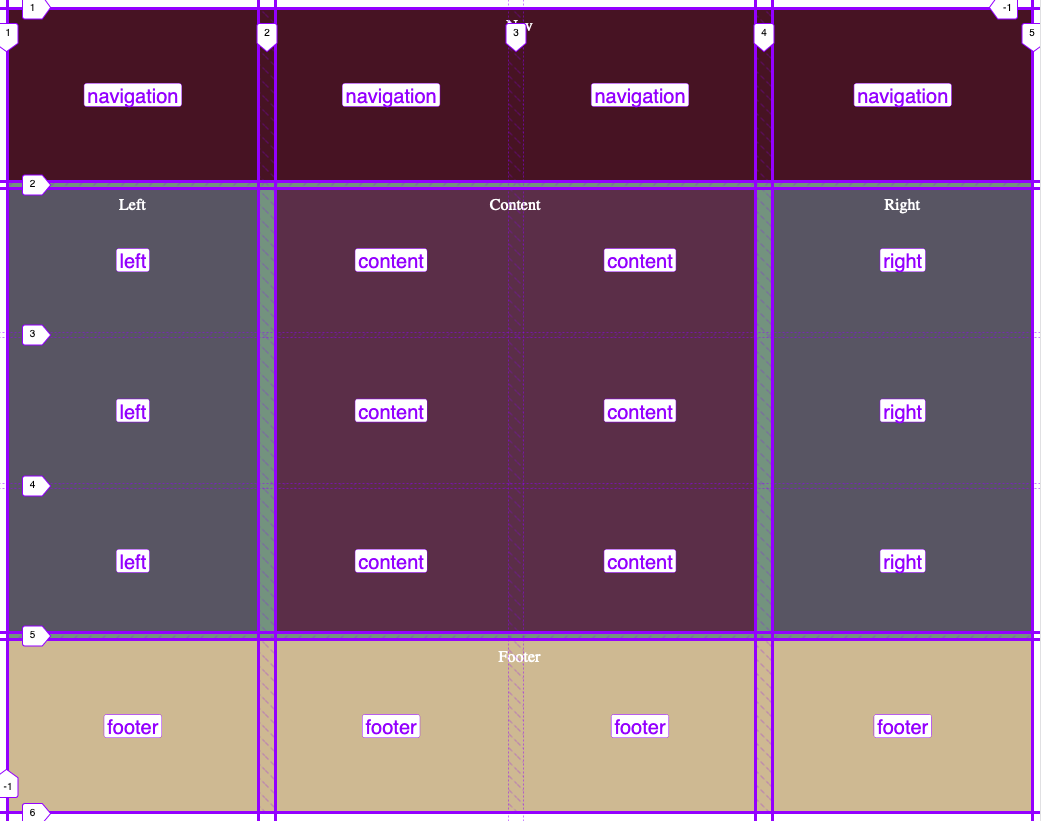 1 -1
Nav
1 2 3 4 5
navigation navigation navigation navigation
2
Left Content Right
left content content right
3
left content content right
4
left content content right
5
Footer
footer footer footer footer
-1
6